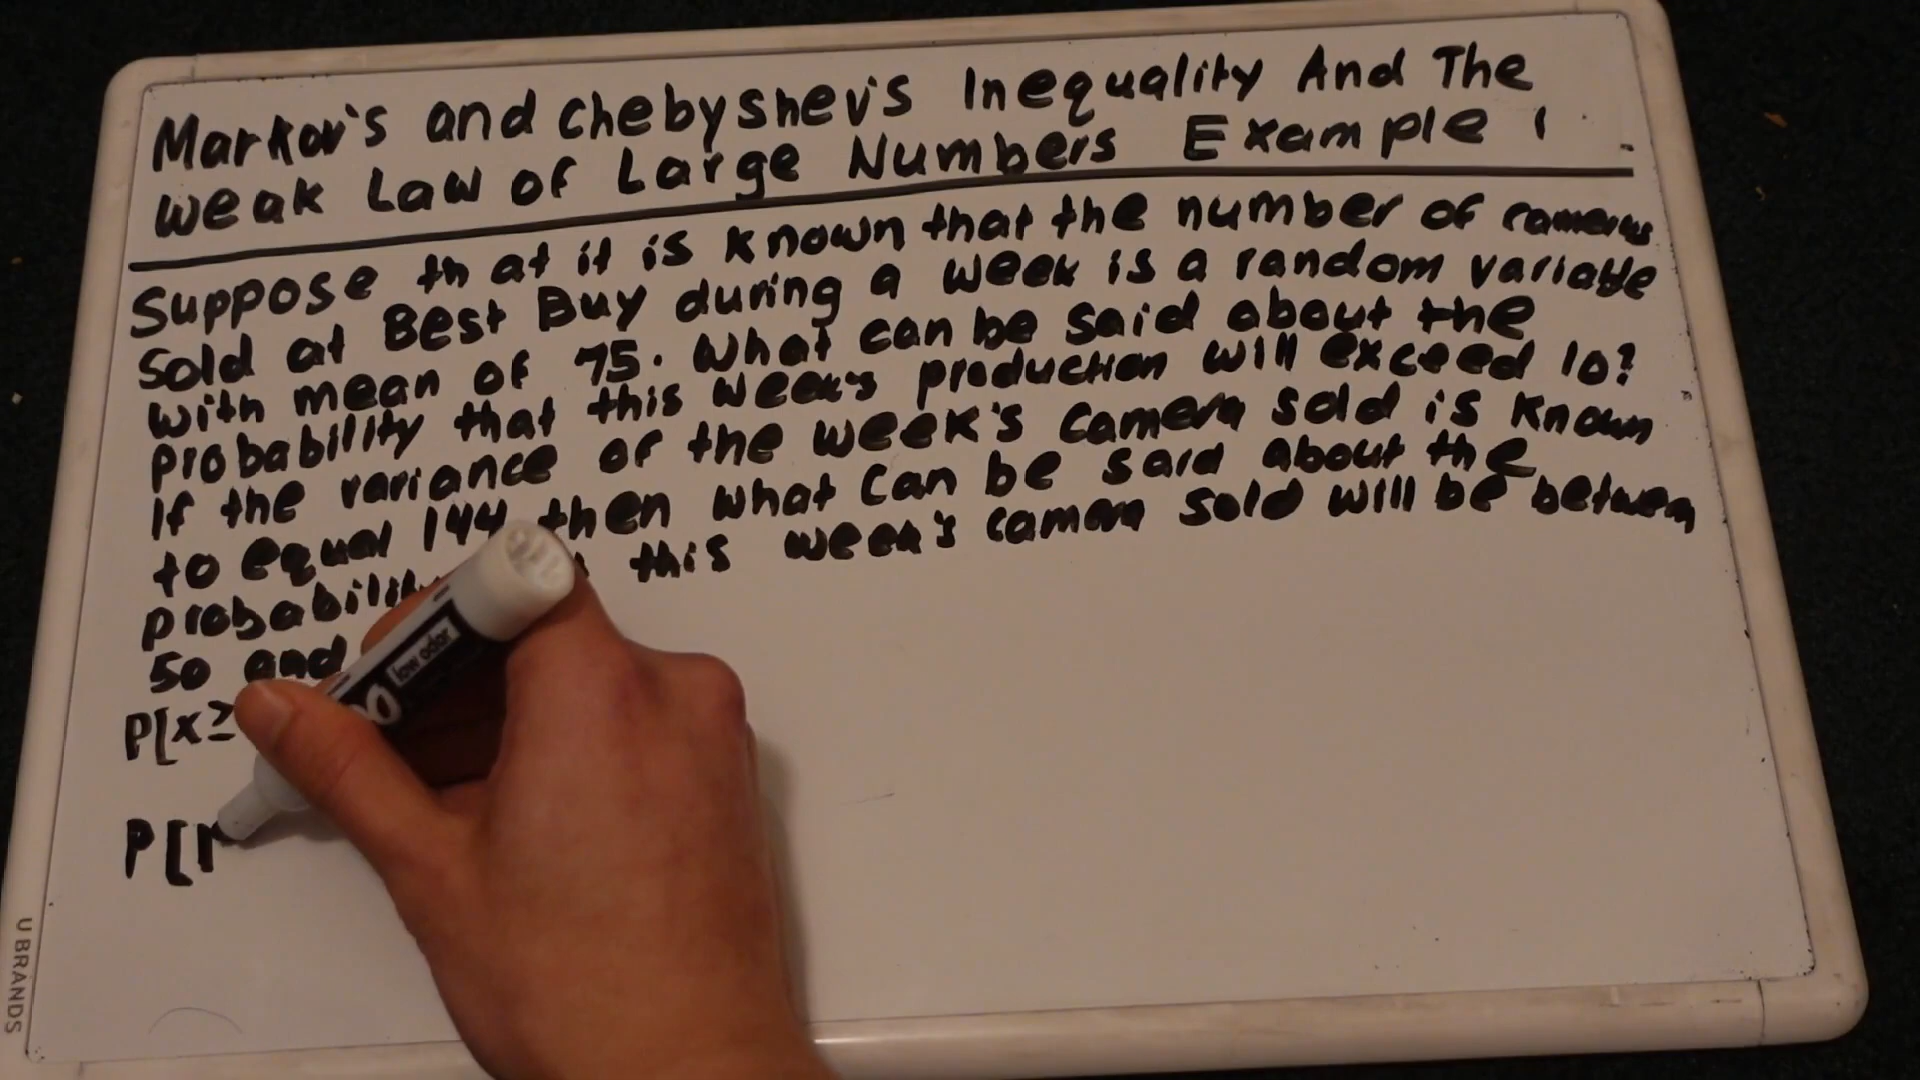 Markov's and chebyshev's Inequality And The
Weak Law of Large Numbers Example 1
Suppose that it is known that the number of cameras
sold at Best Buy during a week is a random variable
with mean of 75. What can be said about the
probability that this week's production will exceed 10?
If the variance of the week's camera sold is known
to equal 144 then what can be said about the
this week's camera sold will be between
50 and
P[x≥
P[
low odor
U BRANDS